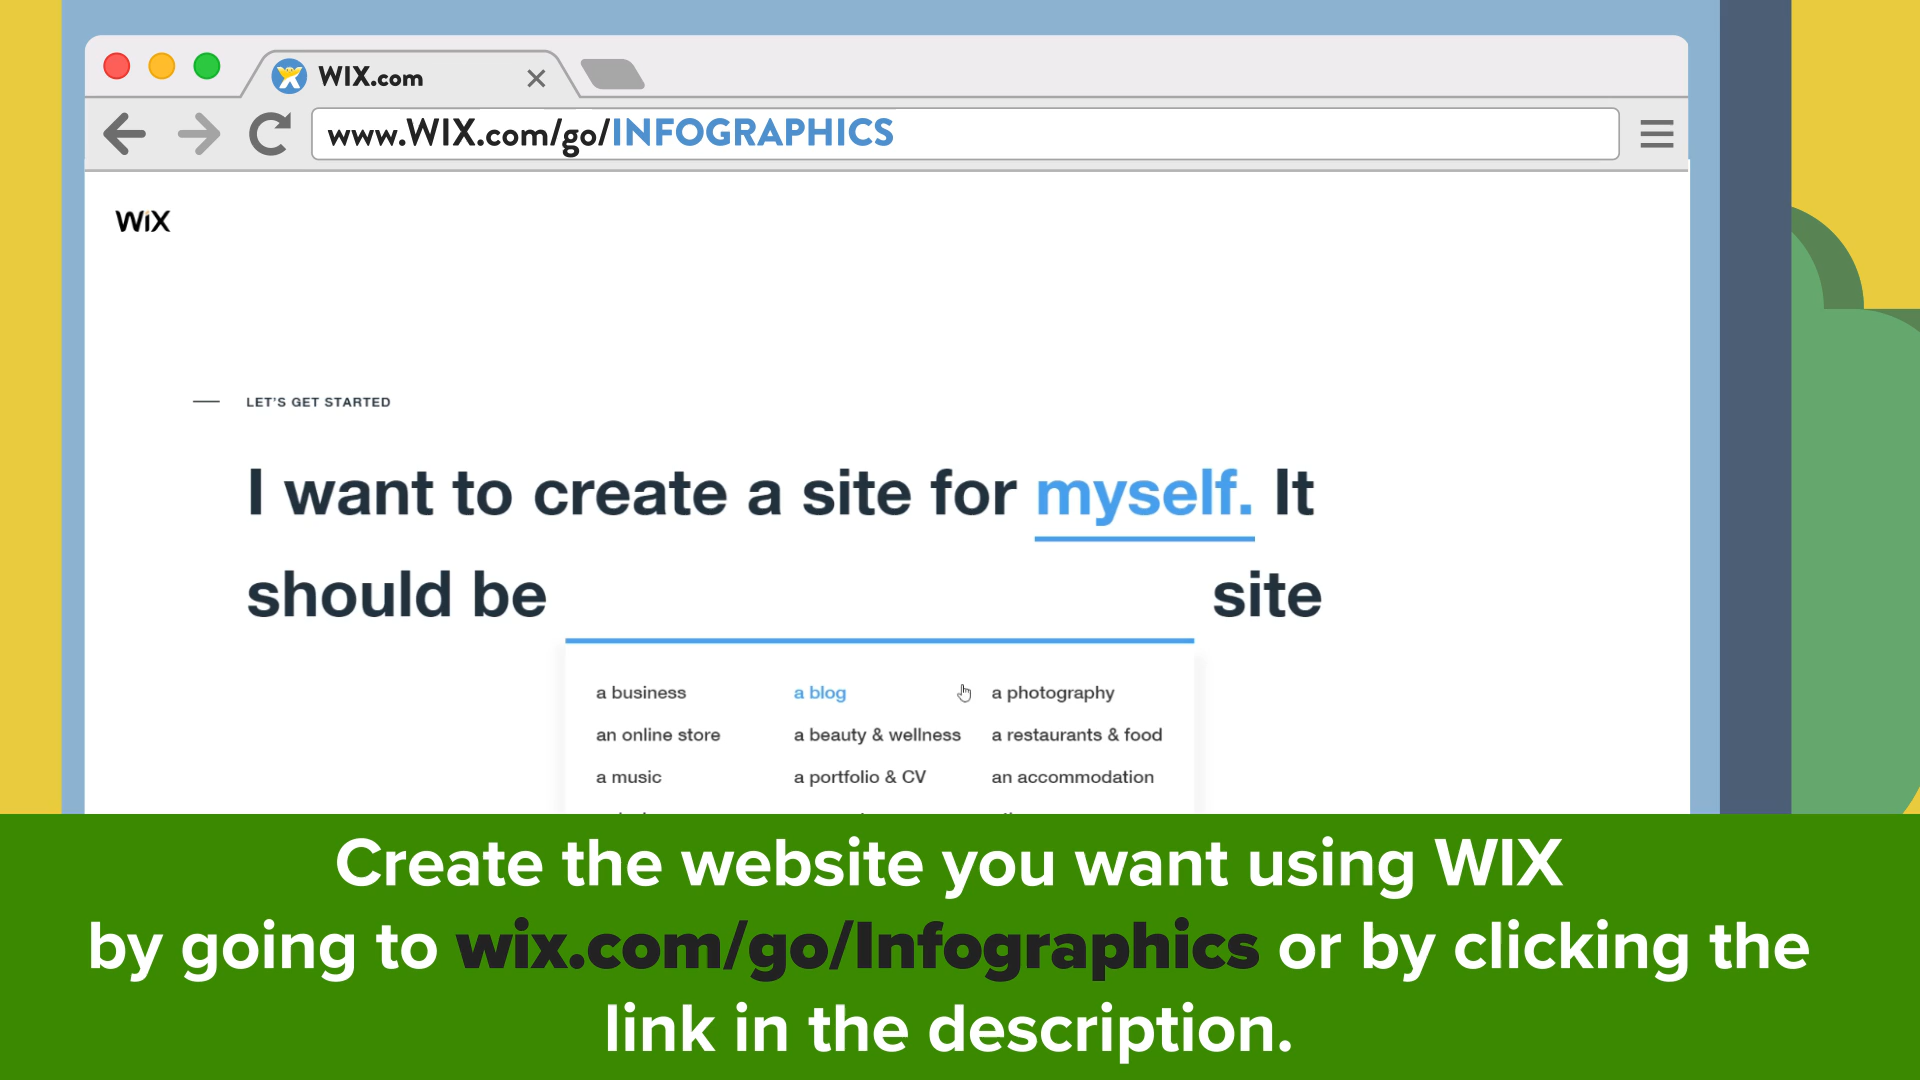 WIX.com
www.WIX.com/go/INFOGRAPHICS
WiX
LET'S GET STARTED
I want to create a site for myself. It
should be site
a business a blog a photography
an online store a beauty & wellness a restaurants & food
a music a portfolio & CV an accommodation
Create the website you want using WIX
by going to wix.com/go/Infographics or by clicking the
link in the description.